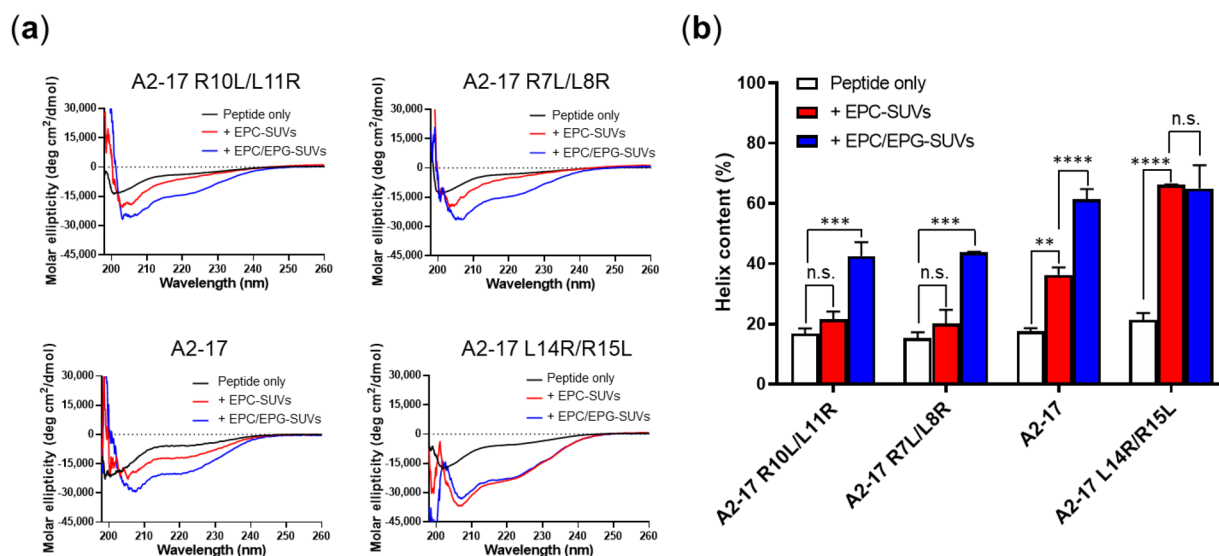 (a)
A2-17 R10L/L11R
Molar ellipticity (deg cm²/dmol)
30,000
15,000
0
-15,000
-30,000
-45,000
Peptide only
+ EPC-SUVs
+ EPC/EPG-SUVs
200 210 220 230 240 250 260
Wavelength (nm)
A2-17 R7L/L8R
Molar ellipticity (deg cm²/dmol)
30,000
15,000
0
-15,000
-30,000
-45,000
Peptide only
+ EPC-SUVs
+ EPC/EPG-SUVs
200 210 220 230 240 250 260
Wavelength (nm)
A2-17
Molar ellipticity (deg cm²/dmol)
30,000
15,000
0
-15,000
-30,000
-45,000
Peptide only
+ EPC-SUVs
+ EPC/EPG-SUVs
200 210 220 230 240 250 260
Wavelength (nm)
A2-17 L14R/R15L
Molar ellipticity (deg cm²/dmol)
30,000
15,000
0
-15,000
-30,000
-45,000
Peptide only
+ EPC-SUVs
+ EPC/EPG-SUVs
200 210 220 230 240 250 260
Wavelength (nm)
(b)
Helix content (%)
100
80
60
40
20
0
Peptide only
+ EPC-SUVs
+ EPC/EPG-SUVs
***
n.s.
***
n.s.
****
**
n.s.
****
A2-17 R10L/L11R
A2-17 R7L/L8R
A2-17
A2-17 L14R/R15L